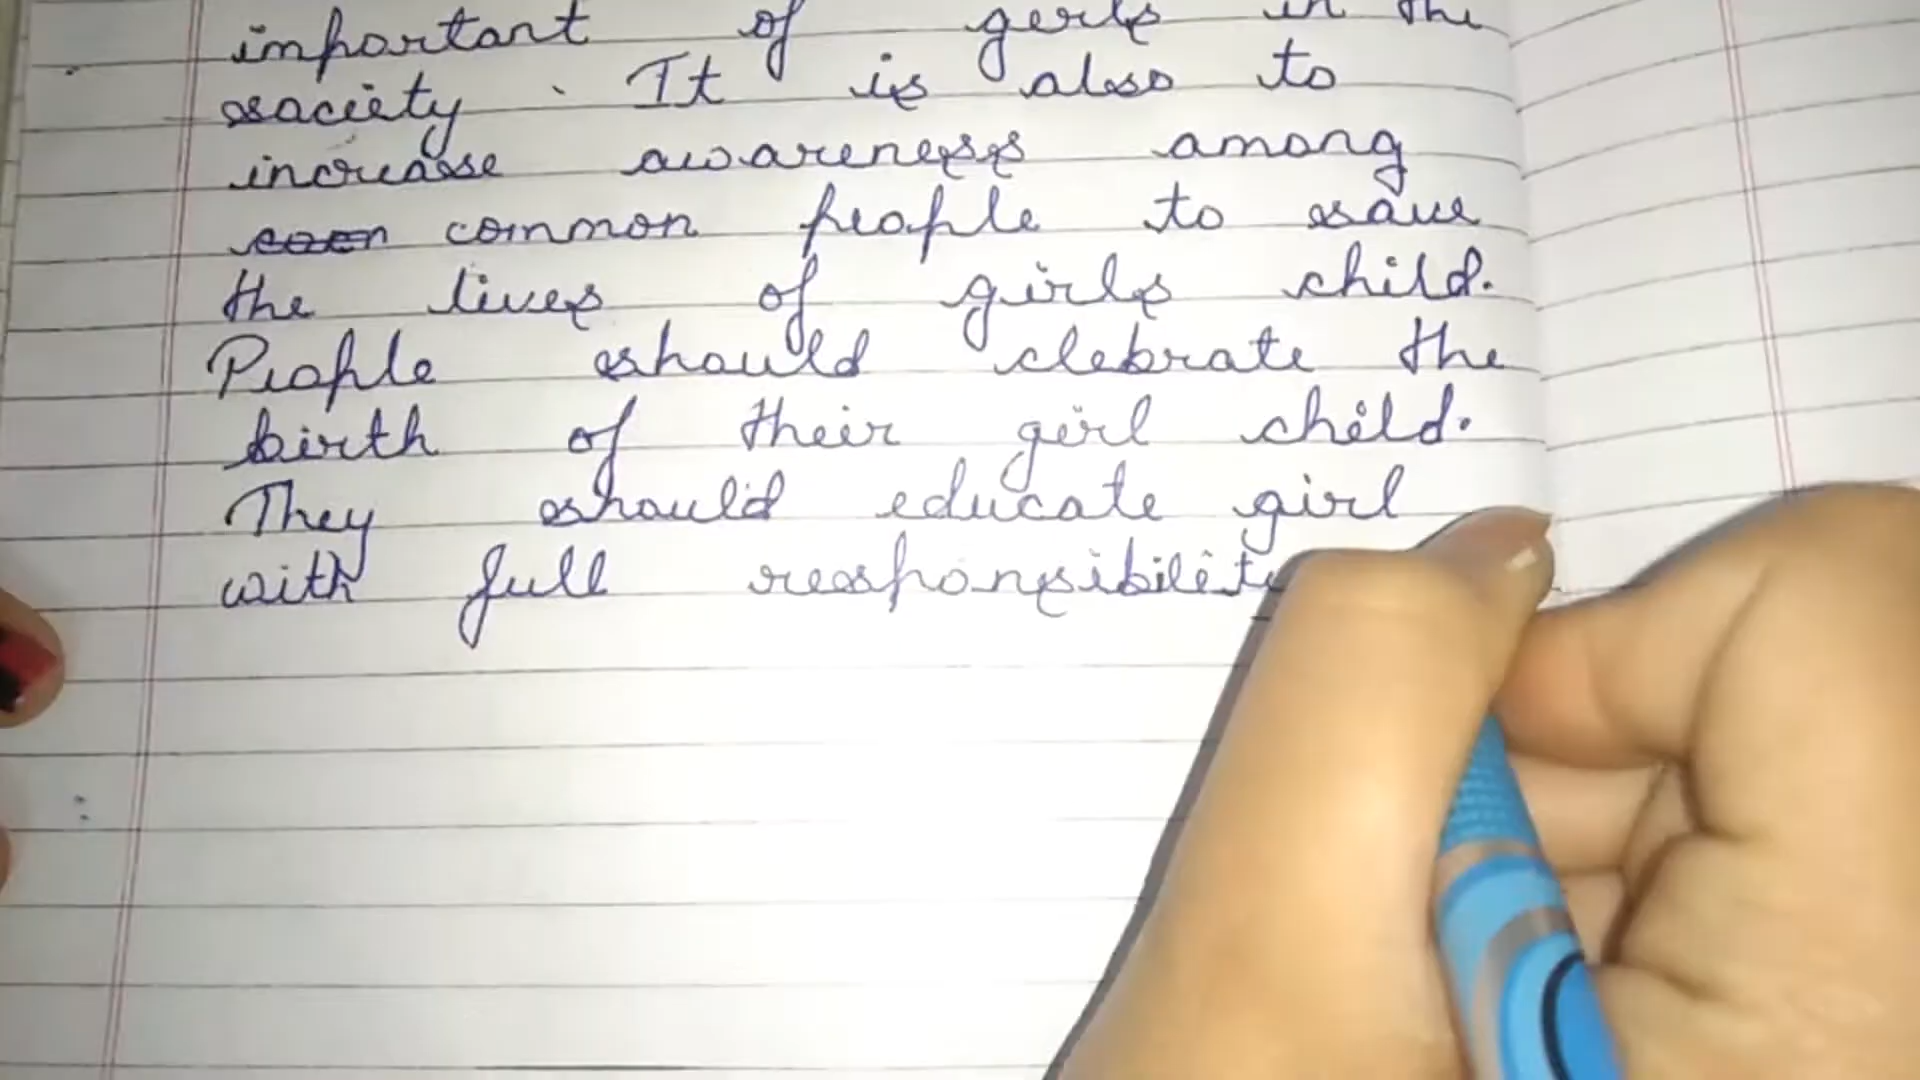 important of gerls in the
society. It is also to
increase awareness among
common people to save
the lives of girls child.
People should clebrate the
birth of their girl child.
They should educate girl
with full responsibility